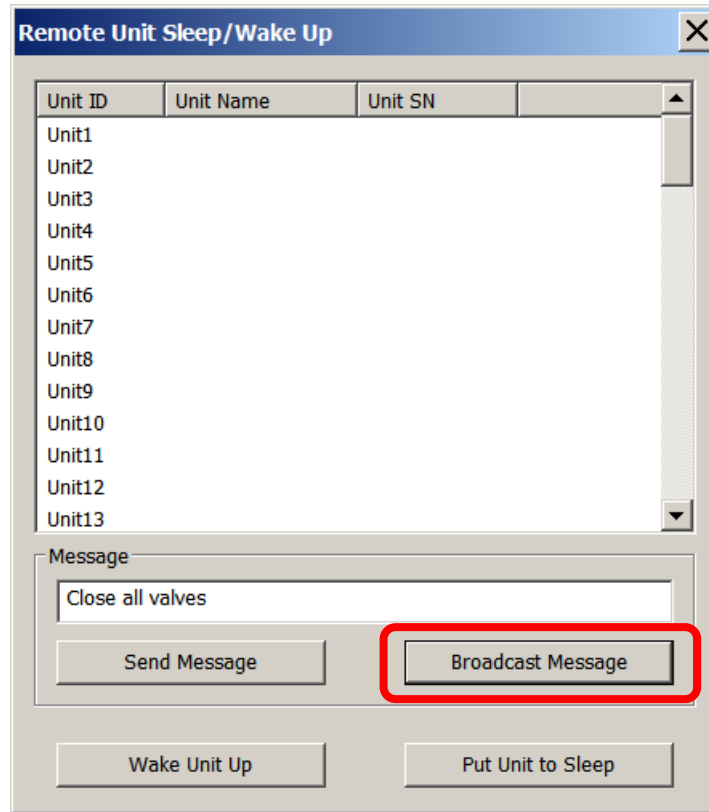 Remote Unit Sleep/Wake Up
Unit ID Unit Name Unit SN
Unit1
Unit2
Unit3
Unit4
Unit5
Unit6
Unit7
Unit8
Unit9
Unit10
Unit11
Unit12
Unit13
Message
Close all valves
Send Message Broadcast Message
Wake Unit Up Put Unit to Sleep